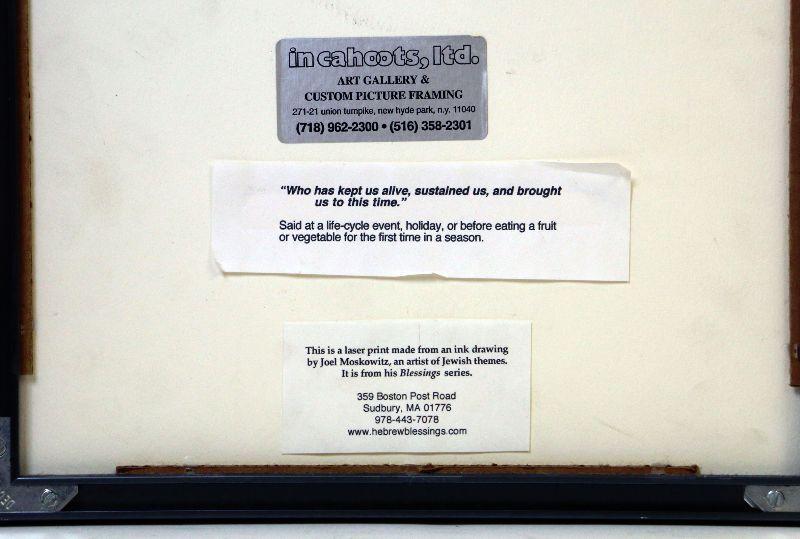 in cahoots, ltd.
ART GALLERY &
CUSTOM PICTURE FRAMING
271-21 union turnpike, new hyde park, n.y. 11040
(718) 962-2300 • (516) 358-2301
“Who has kept us alive, sustained us, and brought
us to this time.”
Said at a life-cycle event, holiday, or before eating a fruit
or vegetable for the first time in a season.
This is a laser print made from an ink drawing
by Joel Moskowitz, an artist of Jewish themes.
It is from his Blessings series.
359 Boston Post Road
Sudbury, MA 01776
978-443-7078
www.hebrewblessings.com